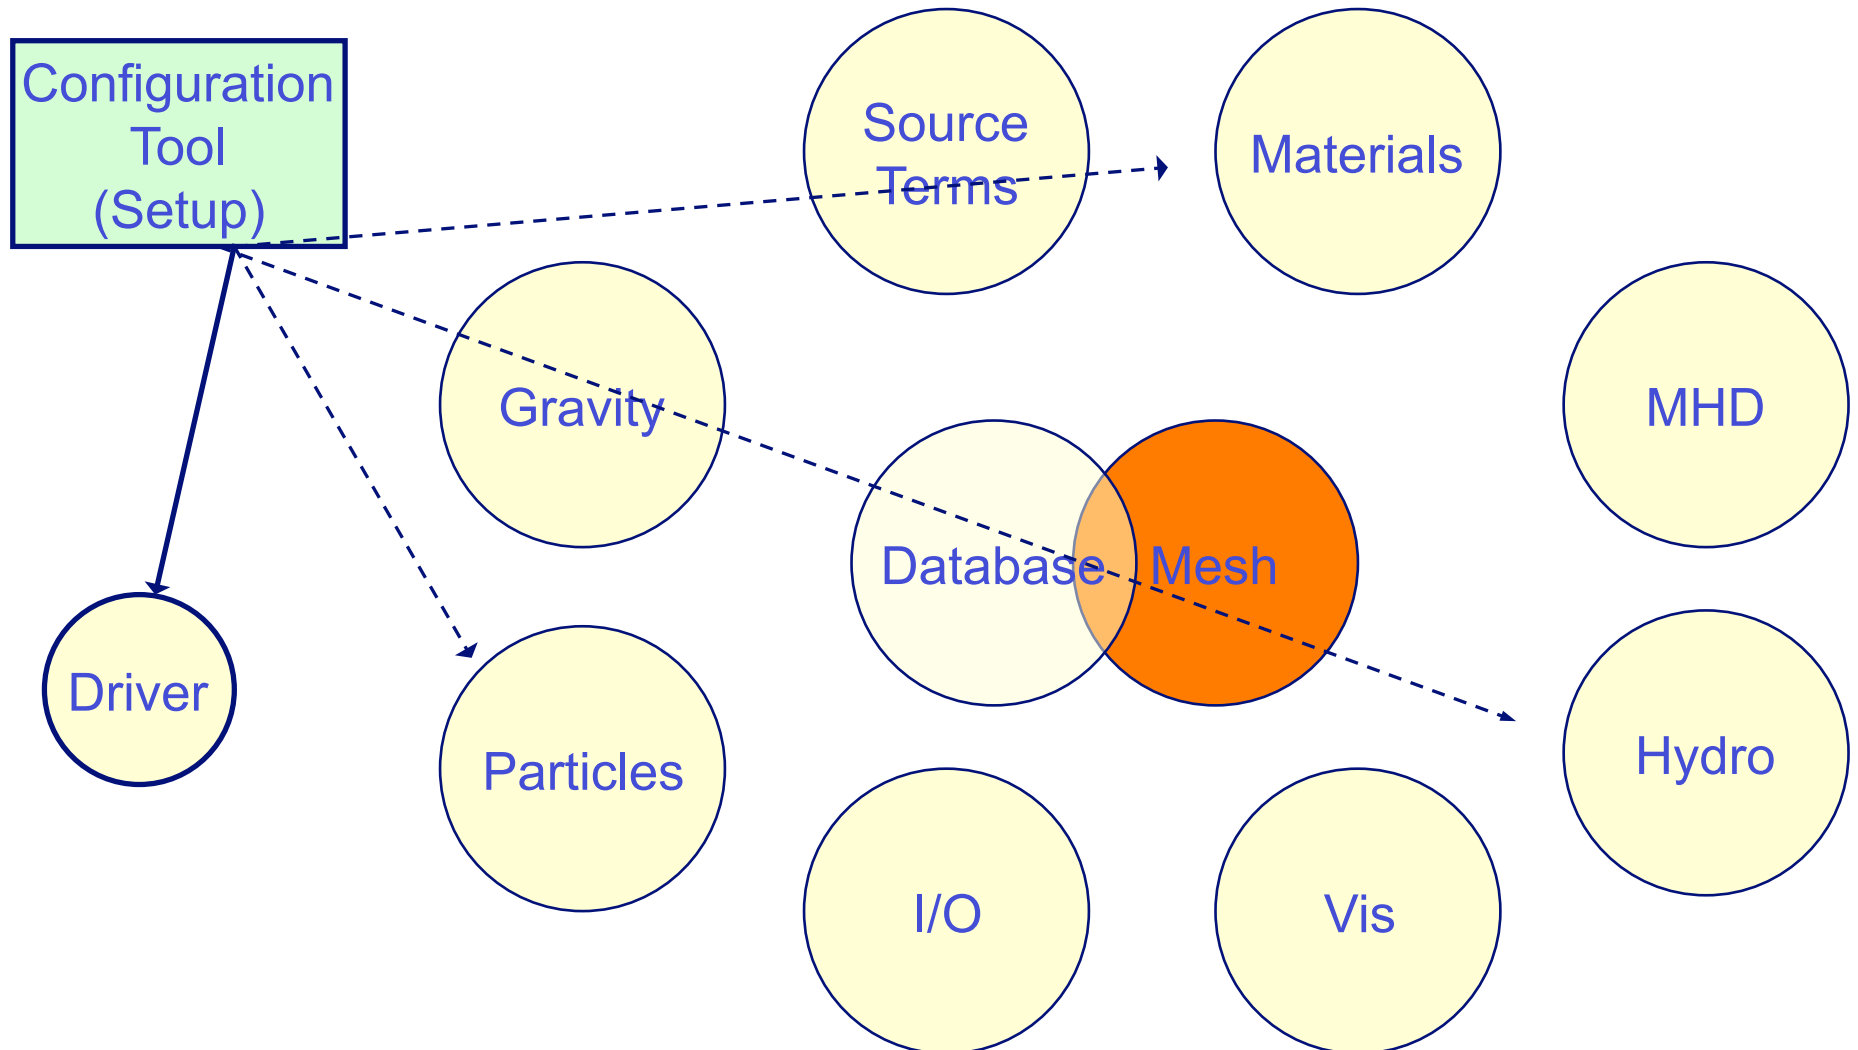 Configuration
Tool
(Setup)
Source
Terms
Materials
Gravity
MHD
Database
Mesh
Driver
Particles
Hydro
I/O
Vis